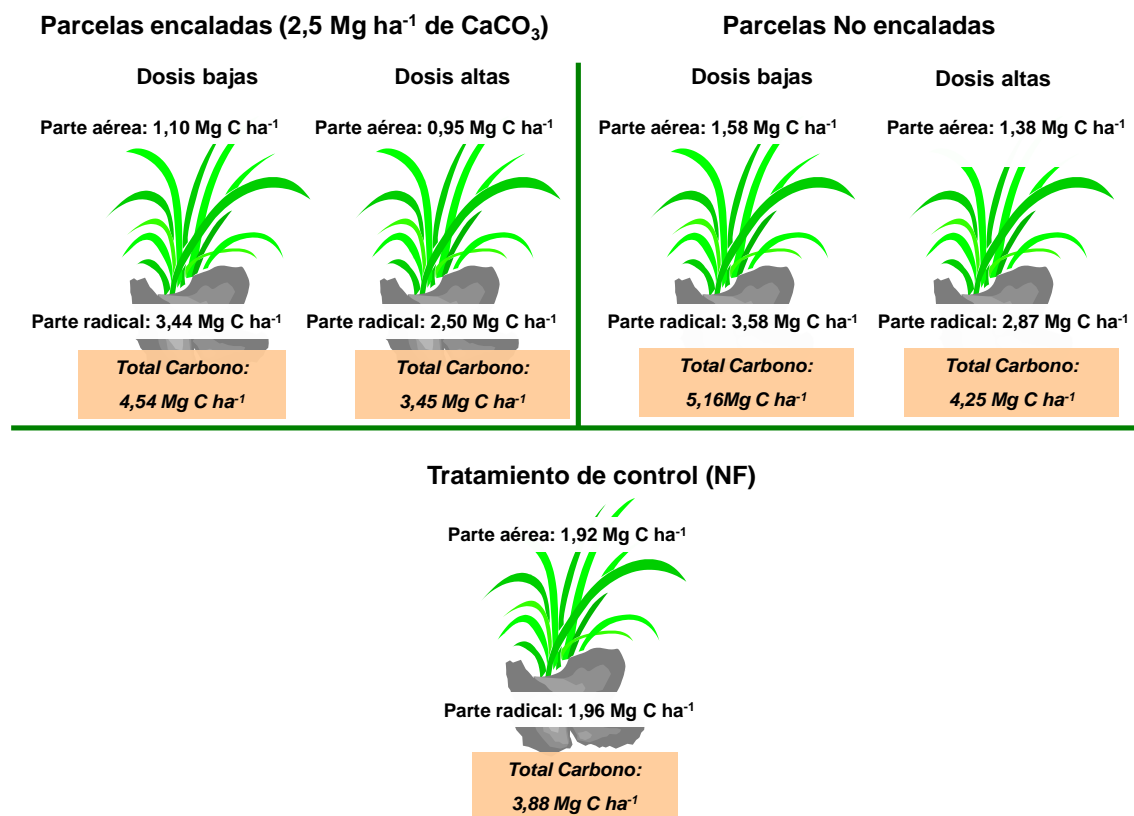 Parcelas encaladas (2,5 Mg ha⁻¹ de CaCO₃)
Dosis bajas
Dosis altas
Parte aérea: 1,10 Mg C ha⁻¹
Parte aérea: 0,95 Mg C ha⁻¹
Parte radical: 3,44 Mg C ha⁻¹
Parte radical: 2,50 Mg C ha⁻¹
Total Carbono:
4,54 Mg C ha⁻¹
Total Carbono:
3,45 Mg C ha⁻¹
Parcelas No encaladas
Dosis bajas
Dosis altas
Parte aérea: 1,58 Mg C ha⁻¹
Parte aérea: 1,38 Mg C ha⁻¹
Parte radical: 3,58 Mg C ha⁻¹
Parte radical: 2,87 Mg C ha⁻¹
Total Carbono:
5,16Mg C ha⁻¹
Total Carbono:
4,25 Mg C ha⁻¹
Tratamiento de control (NF)
Parte aérea: 1,92 Mg C ha⁻¹
Parte radical: 1,96 Mg C ha⁻¹
Total Carbono:
3,88 Mg C ha⁻¹